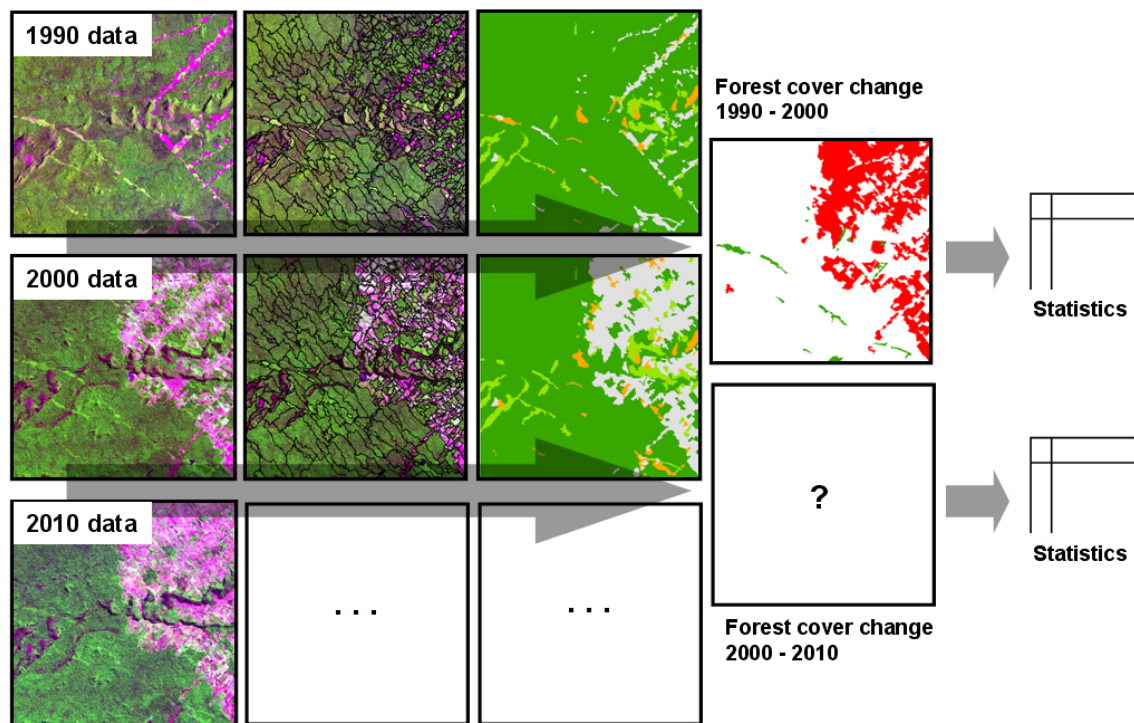 1990 data
Forest cover change
1990 - 2000
Statistics
2000 data
?
Statistics
2010 data
. . .
. . .
Forest cover change
2000 - 2010